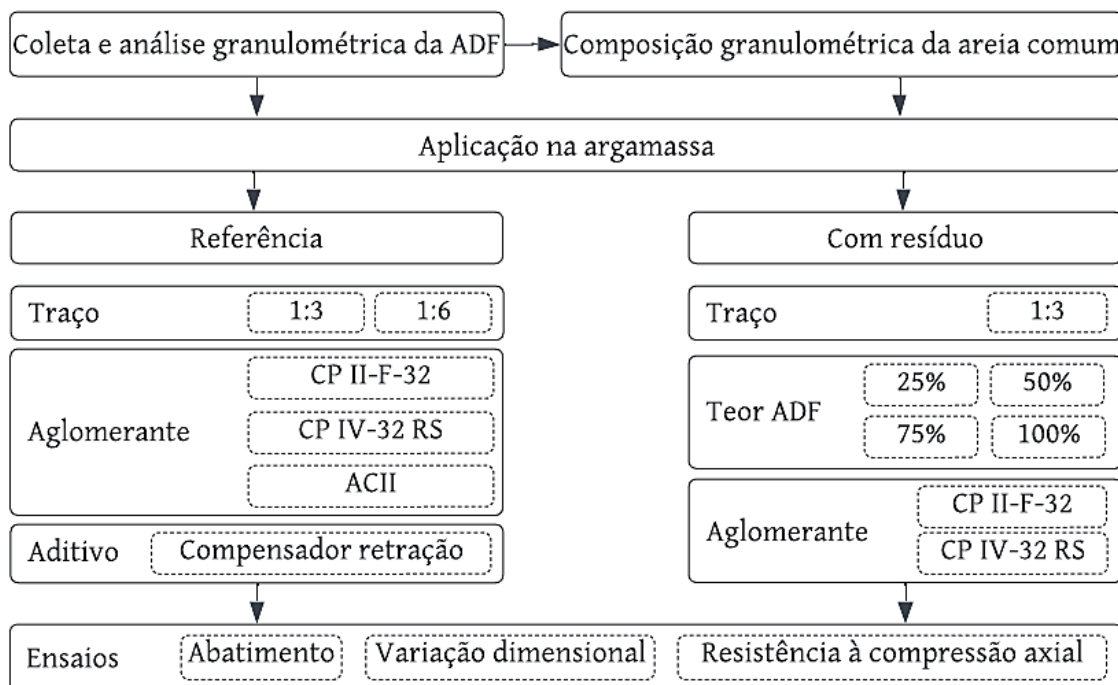 Coleta e análise granulométrica da ADF
Composição granulométrica da areia comum
Aplicação na argamassa
Referência
Traço 1:3 1:6
Aglomerante
CP II-F-32
CP IV-32 RS
ACII
Aditivo Compensador retração
Com resíduo
Traço 1:3
Teor ADF
25% 50%
75% 100%
Aglomerante
CP II-F-32
CP IV-32 RS
Ensaios Abatimento Variação dimensional Resistência à compressão axial